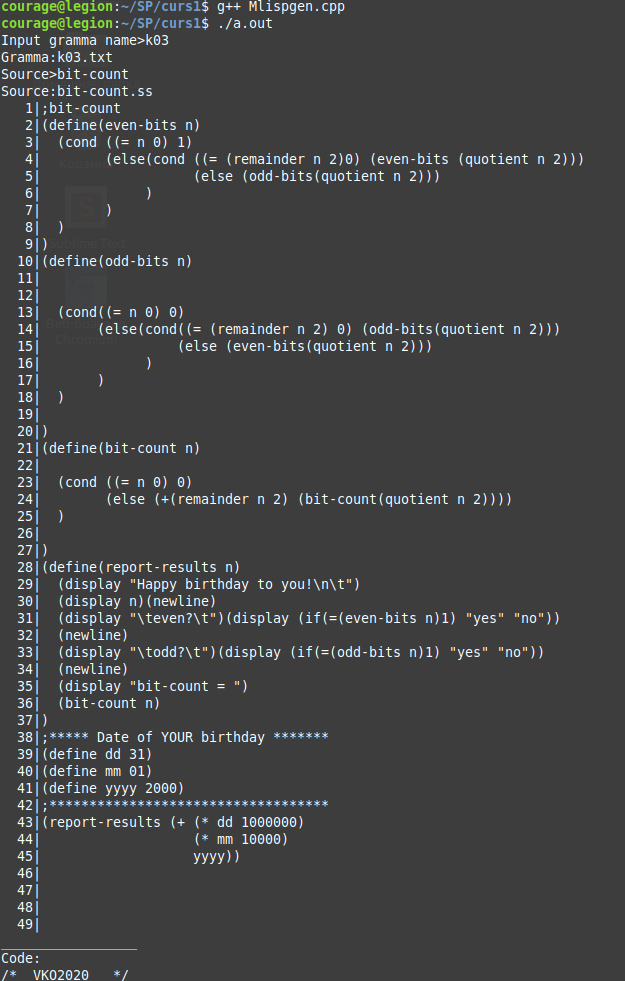 courage@legion:~/SP/curs1$ g++ Mlispgen.cpp
courage@legion:~/SP/curs1$ ./a.out
Input gramma name>k03
Gramma:k03.txt
Source>bit-count
Source:bit-count.ss
   1|;bit-count
   2|(define(even-bits n)
   3|  (cond ((= n 0) 1)
   4|        (else(cond ((= (remainder n 2)0) (even-bits (quotient n 2)))
   5|                   (else (odd-bits(quotient n 2)))
   6|             )
   7|        )
   8|  )
   9|)
  10|(define(odd-bits n)
  11|
  12|
  13|  (cond((= n 0) 0)
  14|       (else(cond((= (remainder n 2) 0) (odd-bits(quotient n 2)))
  15|                 (else (even-bits(quotient n 2)))
  16|             )
  17|       )
  18|  )
  19|
  20|)
  21|(define(bit-count n)
  22|
  23|  (cond ((= n 0) 0)
  24|        (else (+(remainder n 2) (bit-count(quotient n 2))))
  25|  )
  26|
  27|)
  28|(define(report-results n)
  29|  (display "Happy birthday to you!\n\t")
  30|  (display n)(newline)
  31|  (display "\teven?\t")(display (if(=(even-bits n)1) "yes" "no"))
  32|  (newline)
  33|  (display "\todd?\t")(display (if(=(odd-bits n)1) "yes" "no"))
  34|  (newline)
  35|  (display "bit-count = ")
  36|  (bit-count n)
  37|)
  38|;***** Date of YOUR birthday *******
  39|(define dd 31)
  40|(define mm 01)
  41|(define yyyy 2000)
  42|;***********************************
  43|(report-results (+ (* dd 1000000)
  44|                   (* mm 10000)
  45|                   yyyy))
  46|
  47|
  48|
  49|
_________________
Code:
/*  VKO2020   */